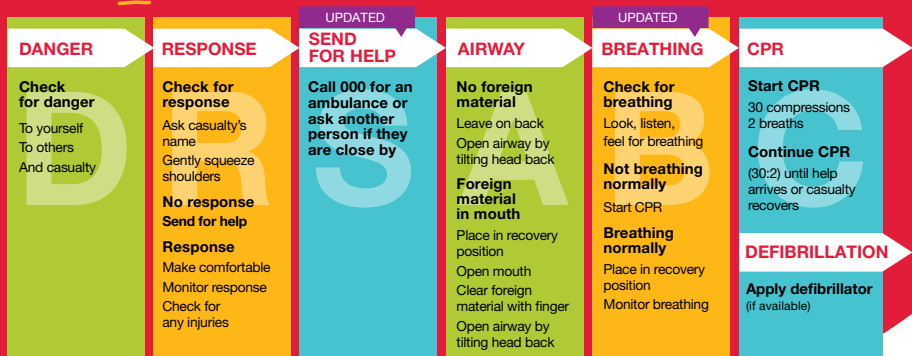 DANGER
Check
for danger
To yourself
To others
And casualty
D
RESPONSE
Check for
response
Ask casualty's
name
Gently squeeze
shoulders
No response
Send for help
Response
Make comfortable
Monitor response
Check for
any injuries
R
UPDATED
SEND
FOR HELP
Call 000 for an
ambulance or
ask another
person if they
are close by
S
AIRWAY
No foreign
material
Leave on back
Open airway by
tilting head back
Foreign
material
in mouth
Place in recovery
position
Open mouth
Clear foreign
material with finger
Open airway by
tilting head back
A
UPDATED
BREATHING
Check for
breathing
Look, listen,
feel for breathing
Not breathing
normally
Start CPR
Breathing
normally
Place in recovery
position
Monitor breathing
B
CPR
Start CPR
30 compressions
2 breaths
Continue CPR
(30:2) until help
arrives or casualty
recovers
C
DEFIBRILLATION
Apply defibrillator
(if available)